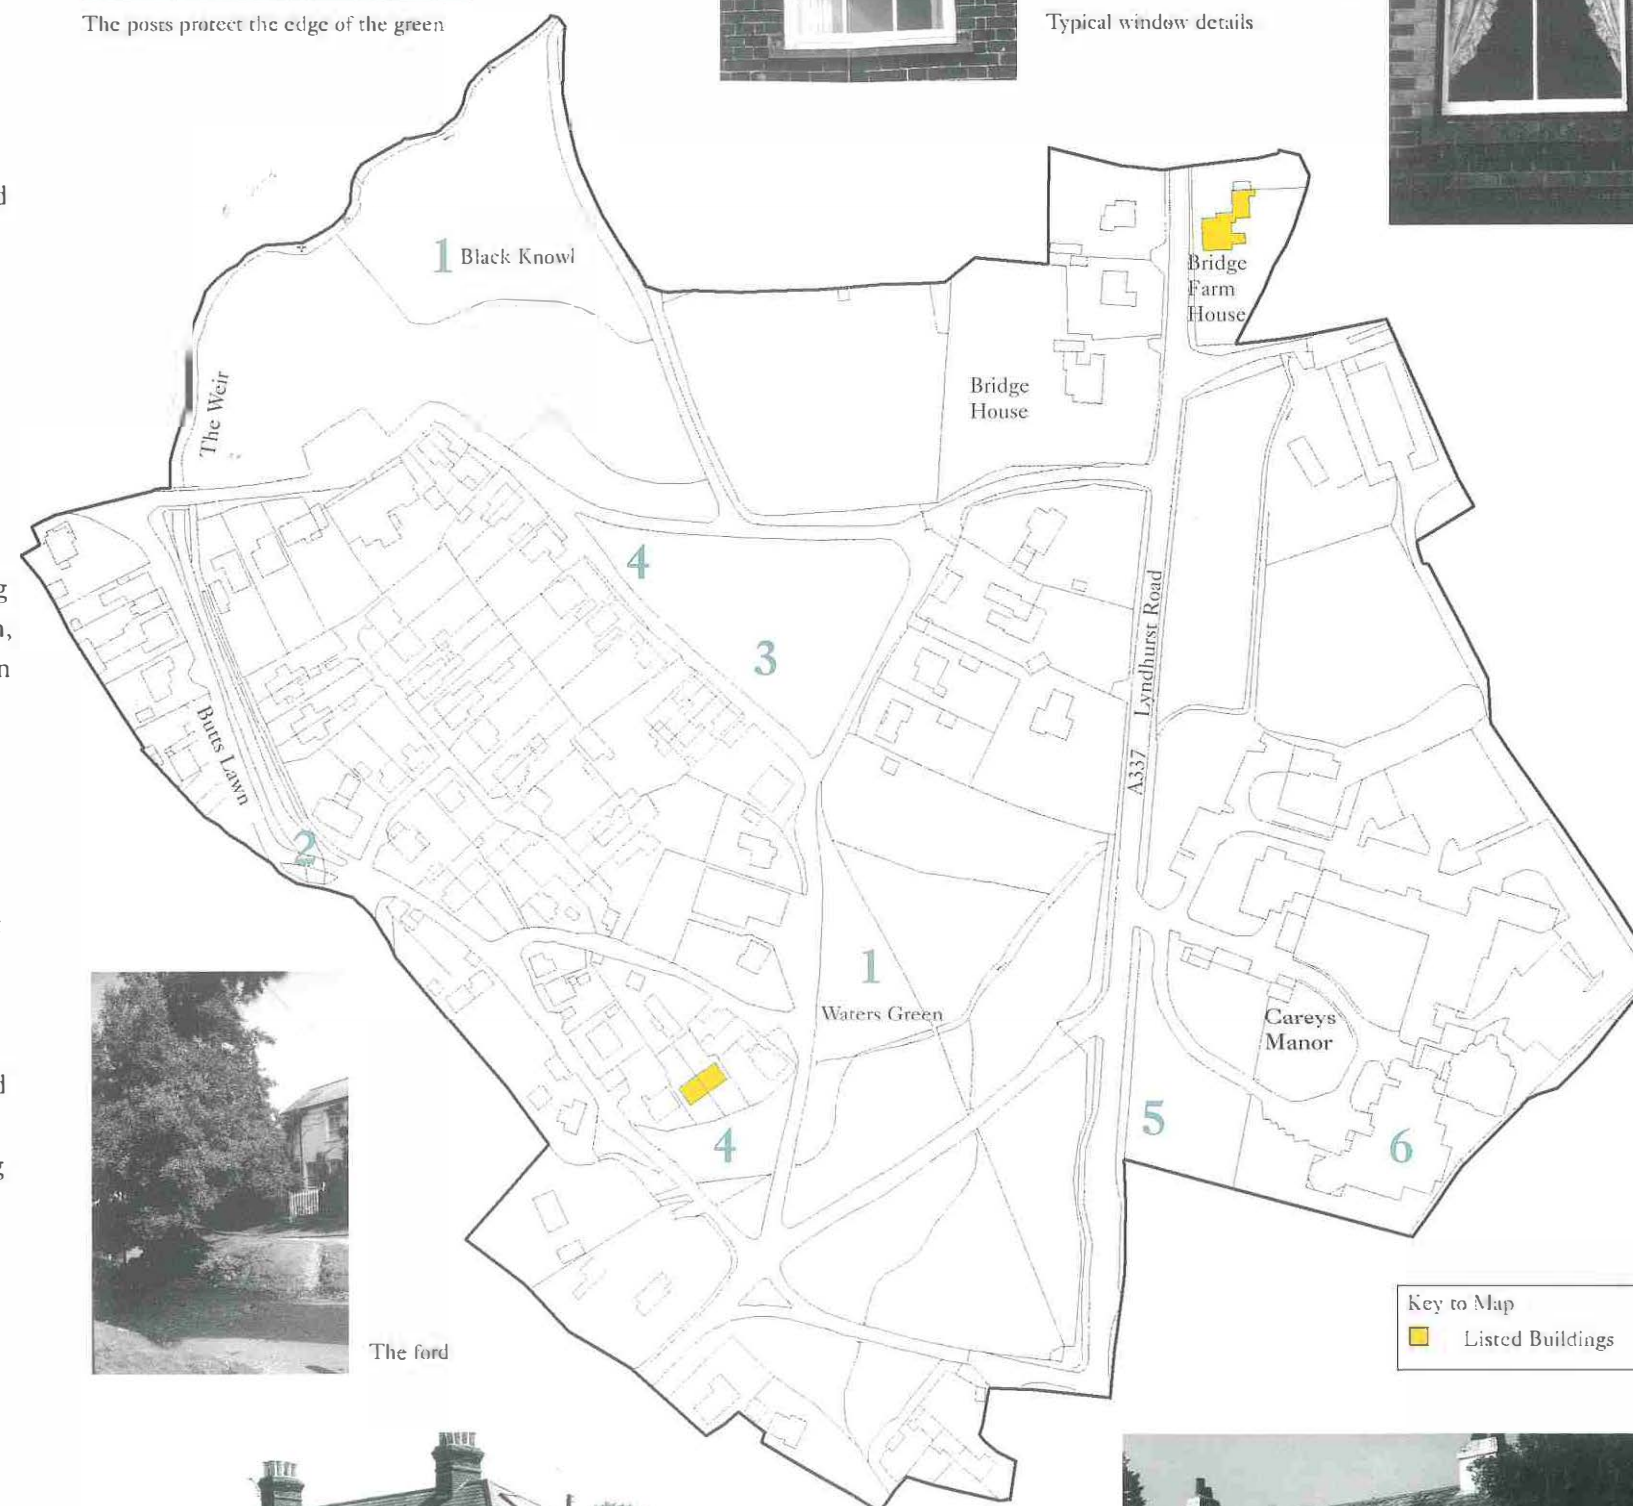 The posts protect the edge of the green
Typical window details
d
g
n,
n
d
g
1 Black Knowl
The Weir
Bridge
Farm
House
Bridge
House
4
3
Lyndhurst Road
A337
Butts Lawn
2
1
Waters Green
Careys
Manor
5
4
6
Key to Map
Listed Buildings
The ford